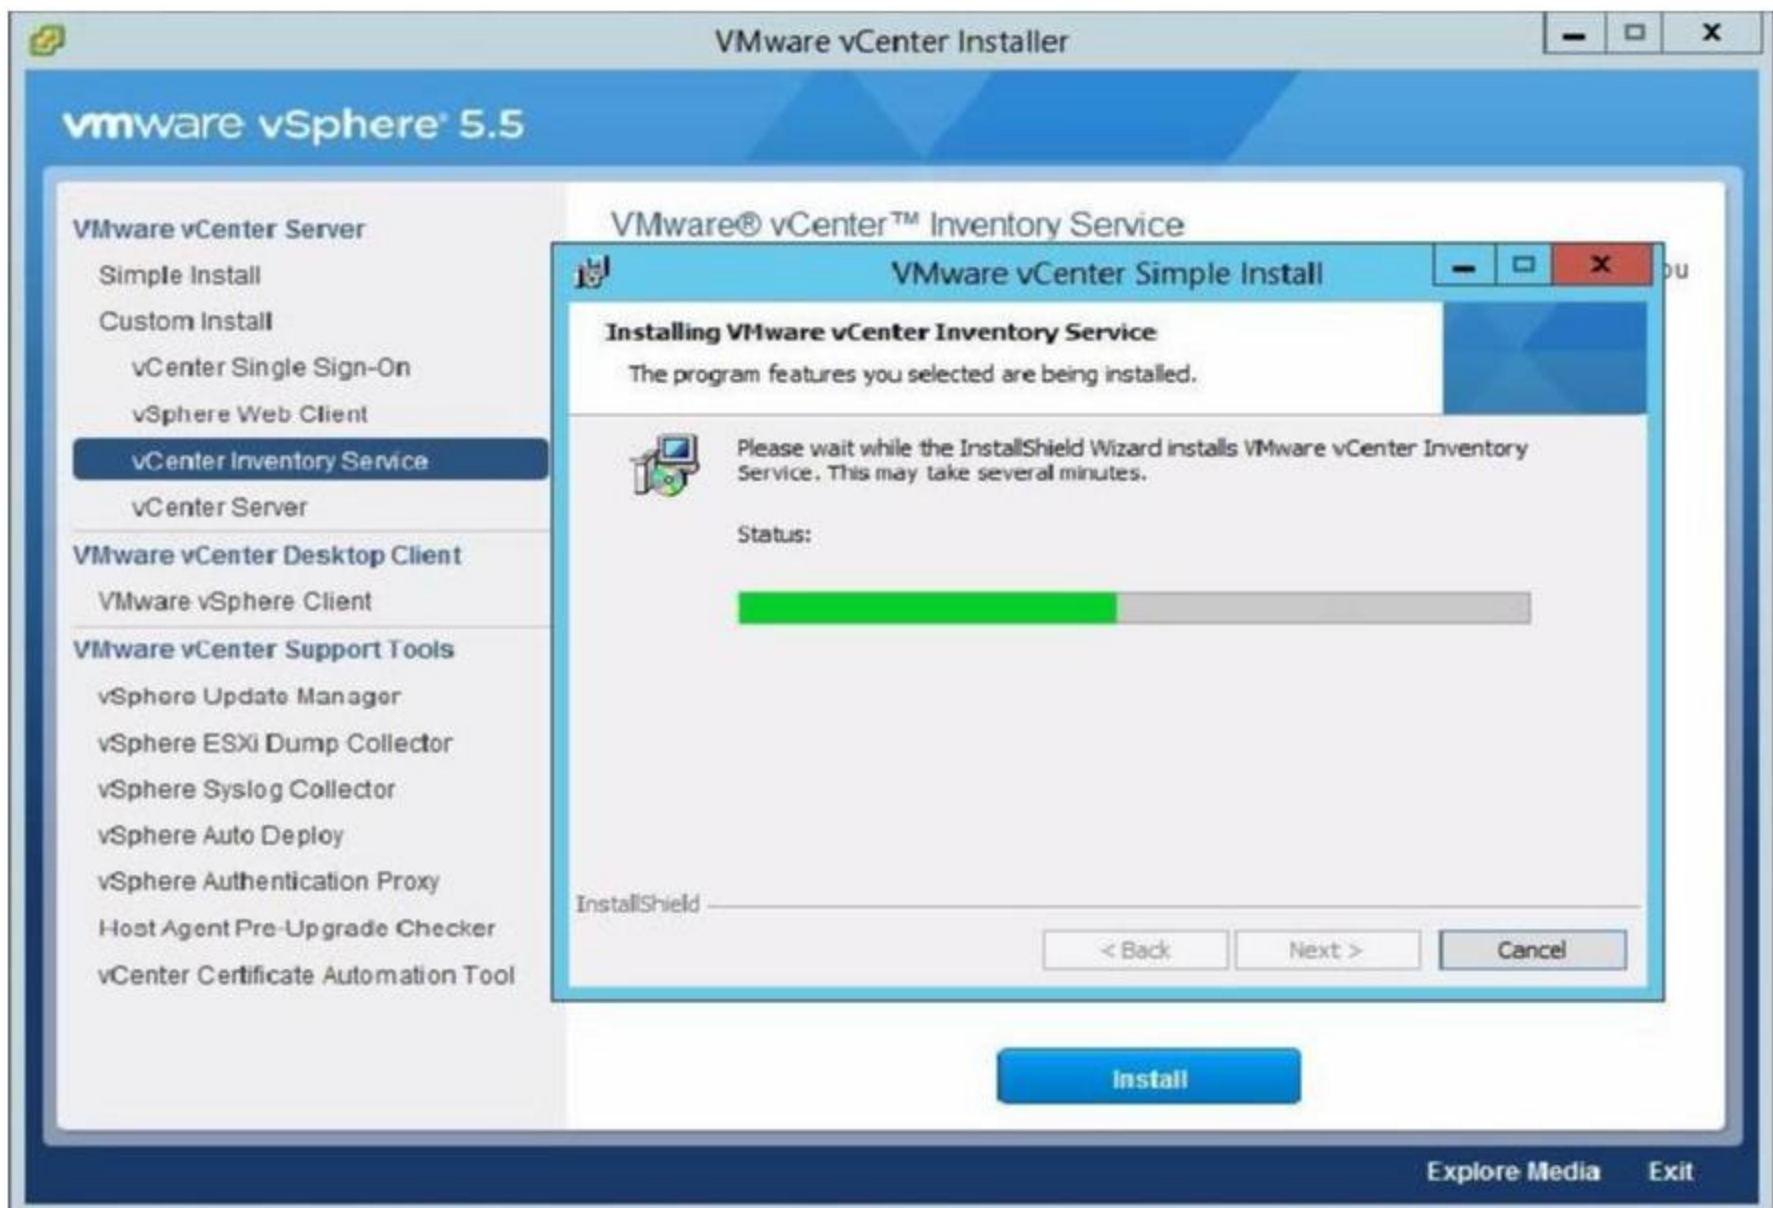 VMware vCenter Installer
vmware vSphere® 5.5
VMware vCenter Server
Simple Install
Custom Install
vCenter Single Sign-On
vSphere Web Client
vCenter Inventory Service
vCenter Server
VMware vCenter Desktop Client
VMware vSphere Client
VMware vCenter Support Tools
vSphere Update Manager
vSphere ESXi Dump Collector
vSphere Syslog Collector
vSphere Auto Deploy
vSphere Authentication Proxy
Host Agent Pre-Upgrade Checker
vCenter Certificate Automation Tool
VMware® vCenter™ Inventory Service
VMware vCenter Simple Install
Installing VMware vCenter Inventory Service
The program features you selected are being installed.
Please wait while the InstallShield Wizard installs VMware vCenter Inventory
Service. This may take several minutes.
Status:
InstallShield
< Back Next > Cancel
Install
Explore Media Exit